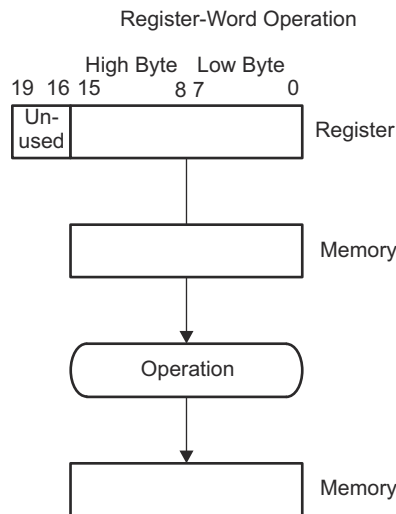 Register-Word Operation
High Byte Low Byte
19 16 15 8 7 0
Un-
used
Register
Memory
Operation
Memory